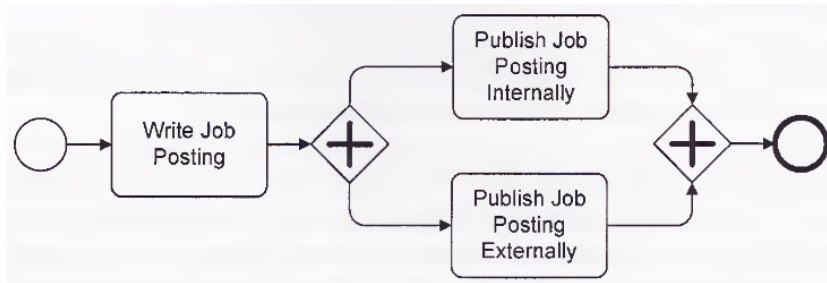 Write Job
Posting
Publish Job
Posting
Internally
Publish Job
Posting
Externally